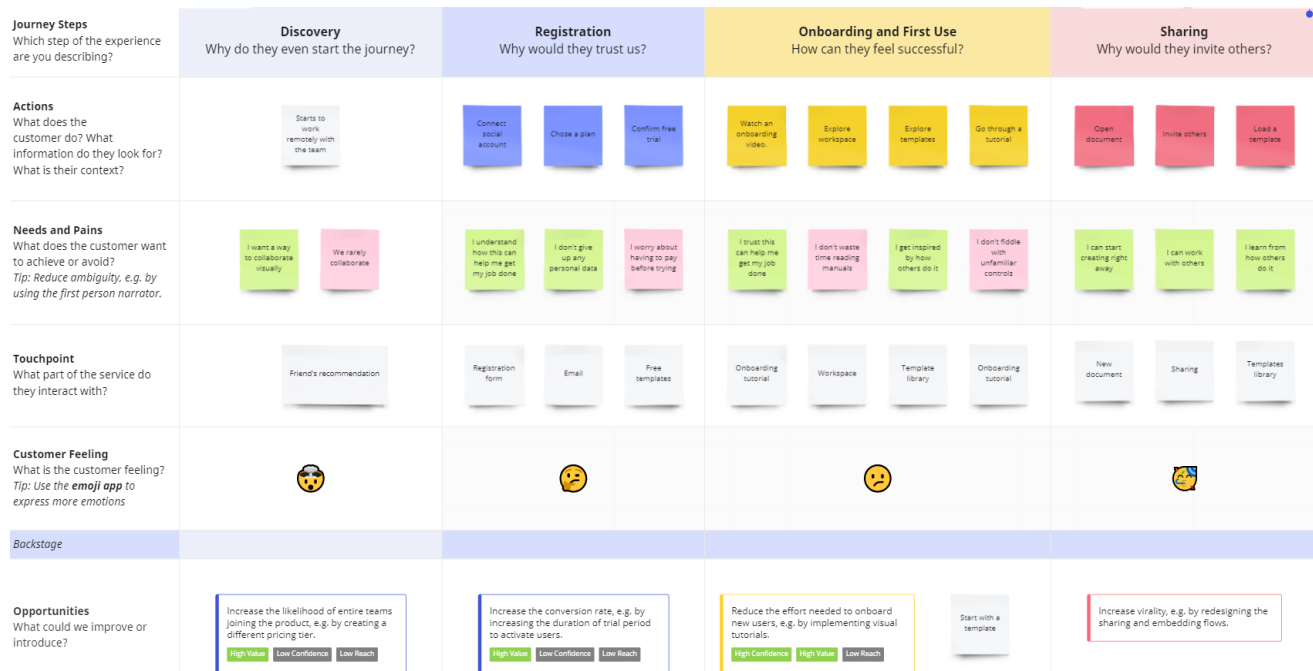 Journey Steps
Which step of the experience
are you describing?
Discovery
Why do they even start the journey?
Registration
Why would they trust us?
Onboarding and First Use
How can they feel successful?
Sharing
Why would they invite others?
Actions
What does the
customer do? What
information do they look for?
What is their context?
Starts to
work
remotely with
the team
Connect
social
account
Chose a plan
Confirm free
trial
Watch an
onboarding
video.
Explore
workspace
Explore
templates
Go through a
tutorial
Open
document
Invite others
Load a
template
Needs and Pains
What does the customer want
to achieve or avoid?
Tip: Reduce ambiguity, e.g. by
using the first person narrator.
I want a way
to collaborate
visually
We rarely
collaborate
I understand
how this can
help me get
my job done
I don't give
up any
personal data
I worry about
having to pay
before trying
I trust this
can help me
get my job
done
I don't waste
time reading
manuals
I get inspired
by how
others do it
I don't fiddle
with
unfamiliar
controls
I can start
creating right
away
I can work
with others
I learn from
how others
do it
Touchpoint
What part of the service do
they interact with?
Friend's recommendation
Registration
form
Email
Free
templates
Onboarding
tutorial
Workspace
Template
library
Onboarding
tutorial
New
document
Sharing
Templates
library
Customer Feeling
What is the customer feeling?
Tip: Use the emoji app to
express more emotions
Backstage
Opportunities
What could we improve or
introduce?
Increase the likelihood of entire teams
joining the product, e.g. by creating a
different pricing tier.
High Value Low Confidence Low Reach
Increase the conversion rate, e.g. by
increasing the duration of trial period
to activate users.
High Value Low Confidence Low Reach
Reduce the effort needed to onboard
new users, e.g. by implementing visual
tutorials.
High Confidence High Value Low Reach
Start with a
template
Increase virality, e.g. by redesigning the
sharing and embedding flows.